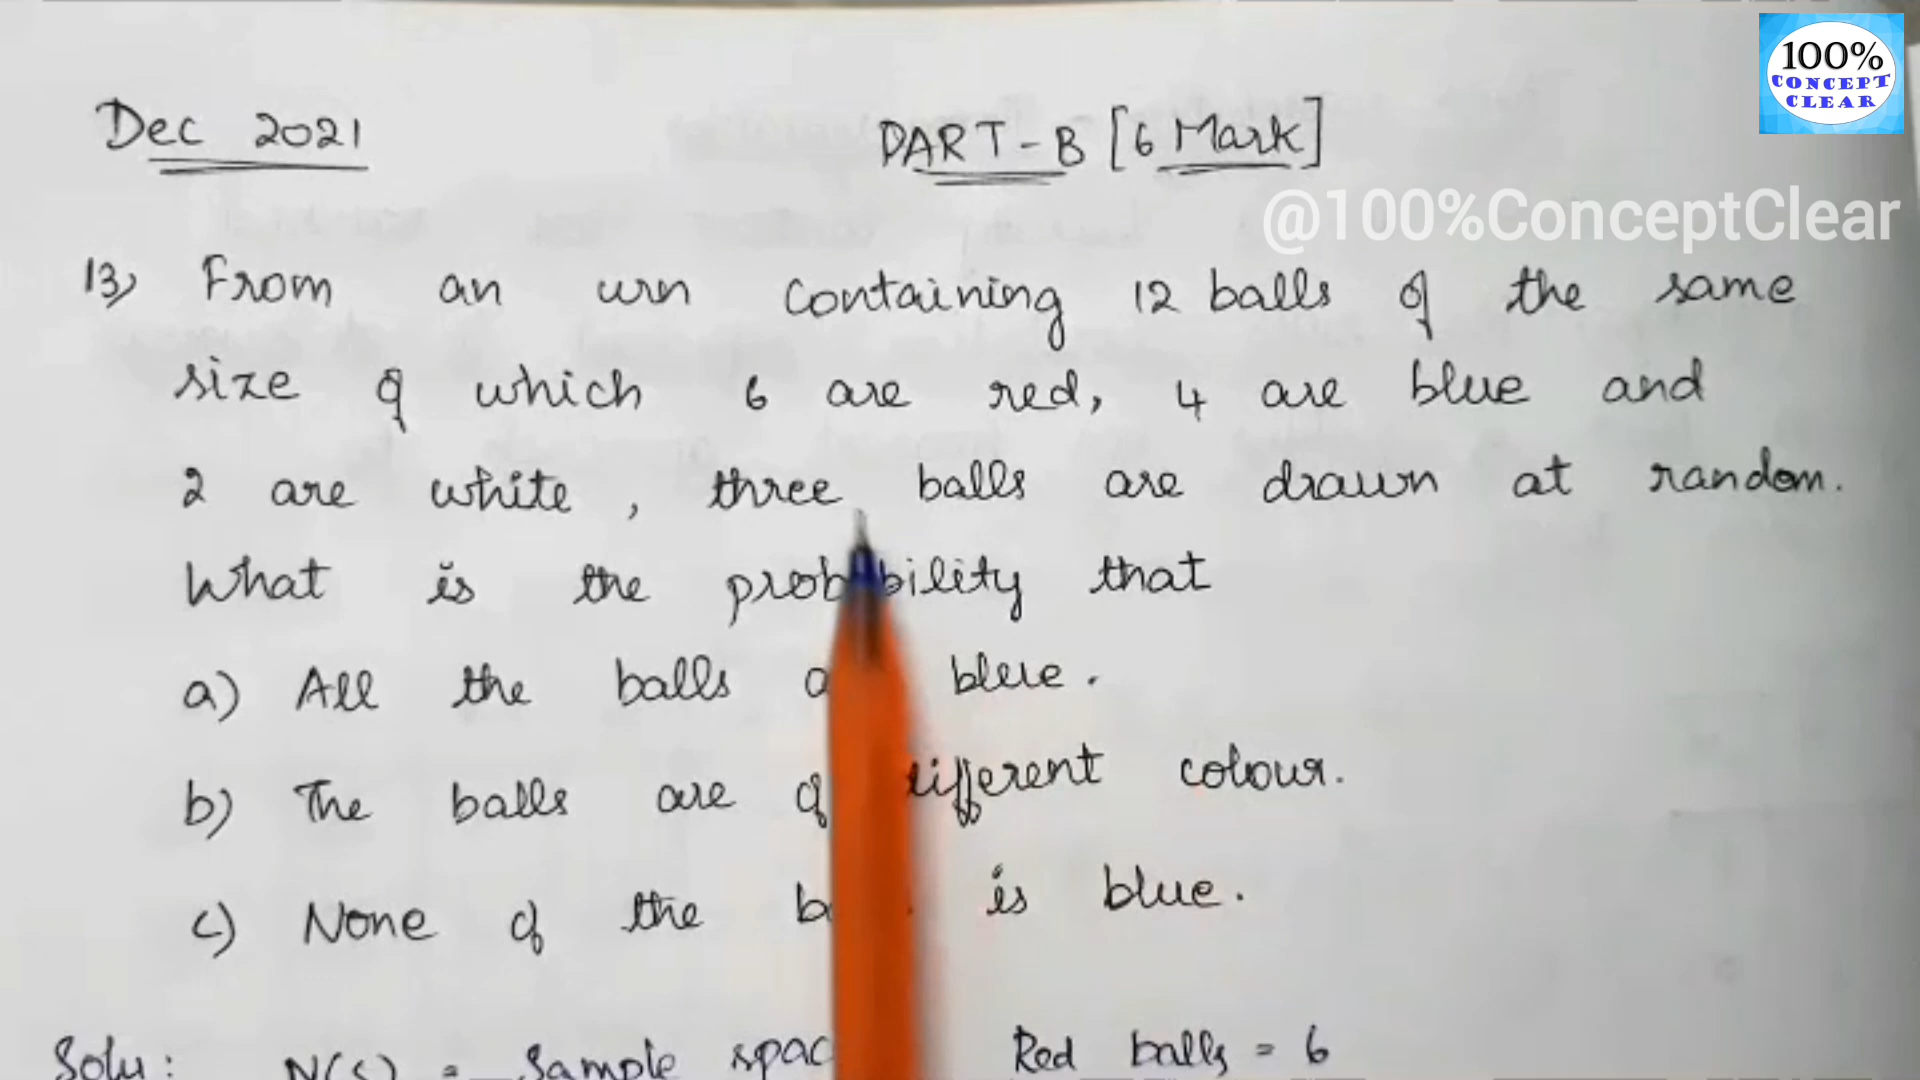 100%
CONCEPT
CLEAR
Dec 2021 PART-B [6 Mark]
@100%ConceptClear
13) From an urn containing 12 balls of the same
size of which 6 are red, 4 are blue and
2 are white, three balls are drawn at random.
What is the probability that
a) All the balls blue.
b) The balls are of different colour.
c) None of the is blue.
Solu: N(S) = Sample Red balls = 6